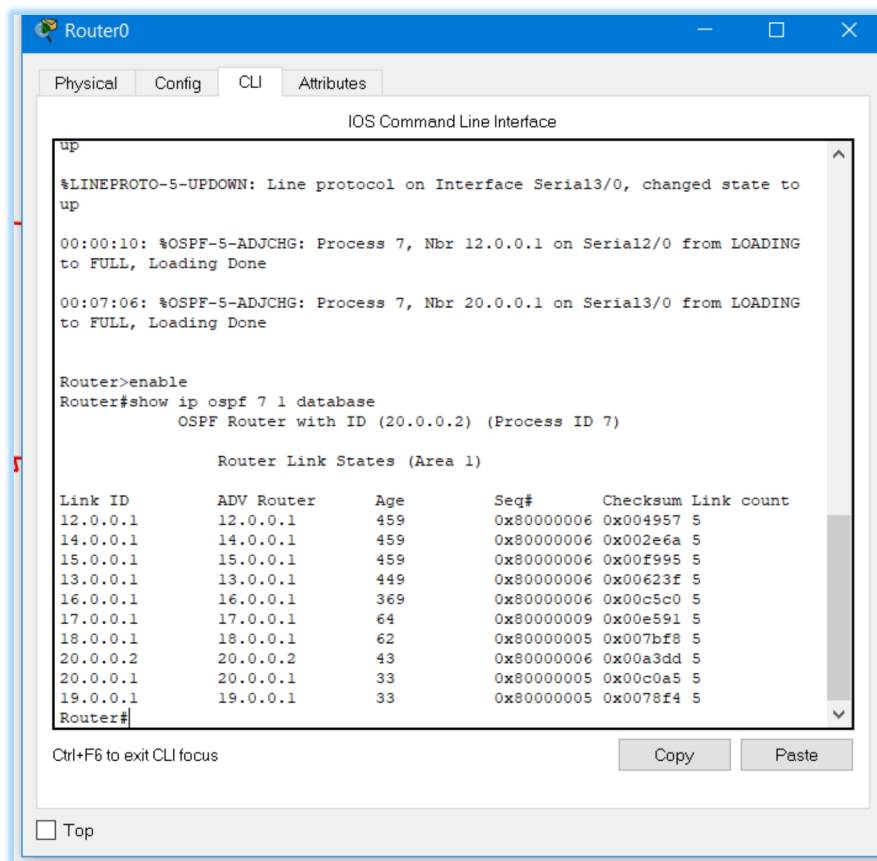 Router0
Physical Config CLI Attributes
IOS Command Line Interface
up
%LINEPROTO-5-UPDOWN: Line protocol on Interface Serial3/0, changed state to
up
00:00:10: %OSPF-5-ADJCHG: Process 7, Nbr 12.0.0.1 on Serial2/0 from LOADING
to FULL, Loading Done
00:07:06: %OSPF-5-ADJCHG: Process 7, Nbr 20.0.0.1 on Serial3/0 from LOADING
to FULL, Loading Done
Router>enable
Router#show ip ospf 7 1 database
OSPF Router with ID (20.0.0.2) (Process ID 7)
Router Link States (Area 1)
Link ID ADV Router Age Seq# Checksum Link count
12.0.0.1 12.0.0.1 459 0x80000006 0x004957 5
14.0.0.1 14.0.0.1 459 0x80000006 0x002e6a 5
15.0.0.1 15.0.0.1 459 0x80000006 0x00f995 5
13.0.0.1 13.0.0.1 449 0x80000006 0x00623f 5
16.0.0.1 16.0.0.1 369 0x80000006 0x00c5c0 5
17.0.0.1 17.0.0.1 64 0x80000009 0x00e591 5
18.0.0.1 18.0.0.1 62 0x80000005 0x007bf8 5
20.0.0.2 20.0.0.2 43 0x80000006 0x00a3dd 5
20.0.0.1 20.0.0.1 33 0x80000005 0x00c0a5 5
19.0.0.1 19.0.0.1 33 0x80000005 0x0078f4 5
Router#
Ctrl+F6 to exit CLI focus
Copy Paste
Top